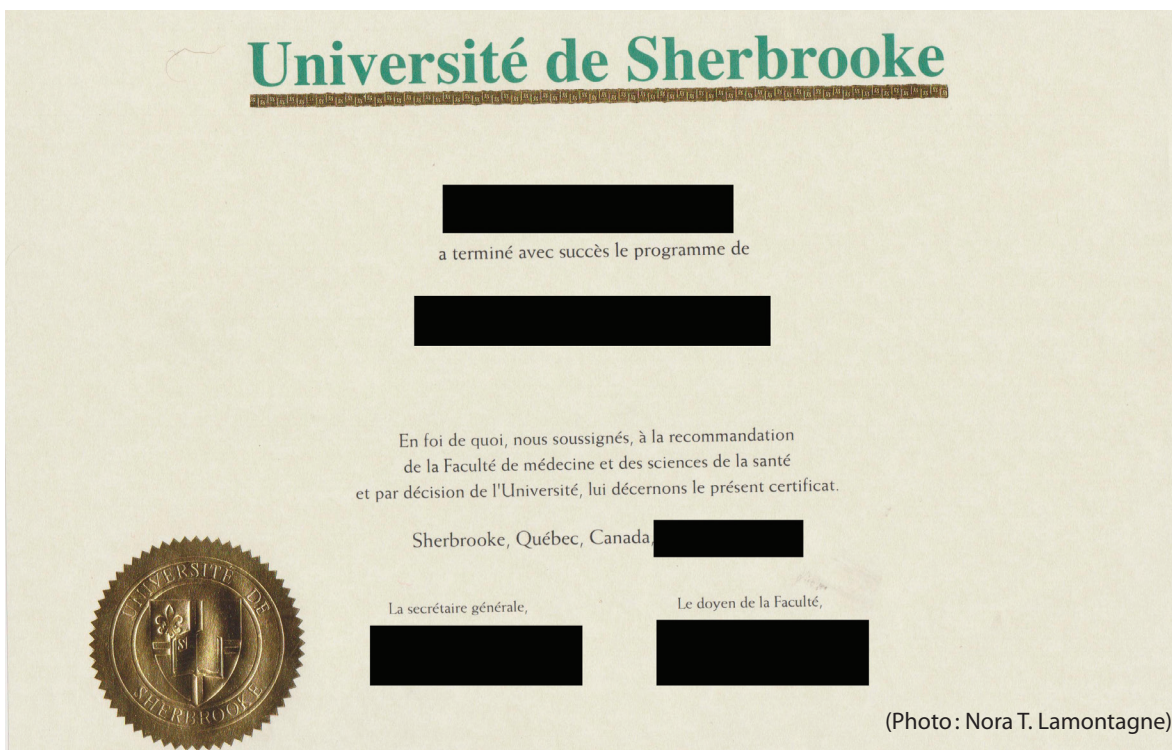 Université de Sherbrooke
a terminé avec succès le programme de
En foi de quoi, nous soussignés, à la recommandation
de la Faculté de médecine et des sciences de la santé
et par décision de l'Université, lui décernons le présent certificat.
Sherbrooke, Québec, Canada,
La secrétaire générale,
Le doyen de la Faculté,
UNIVERSITÉ DE
SHERBROOKE
(Photo : Nora T. Lamontagne)